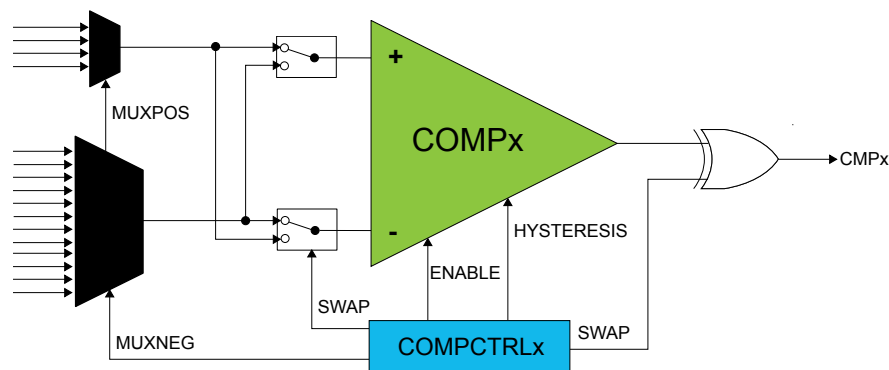 MUXPOS
+
COMPx
CMPx
-
HYSTERESIS
ENABLE
SWAP
SWAP
MUXNEG
COMPCTRLx